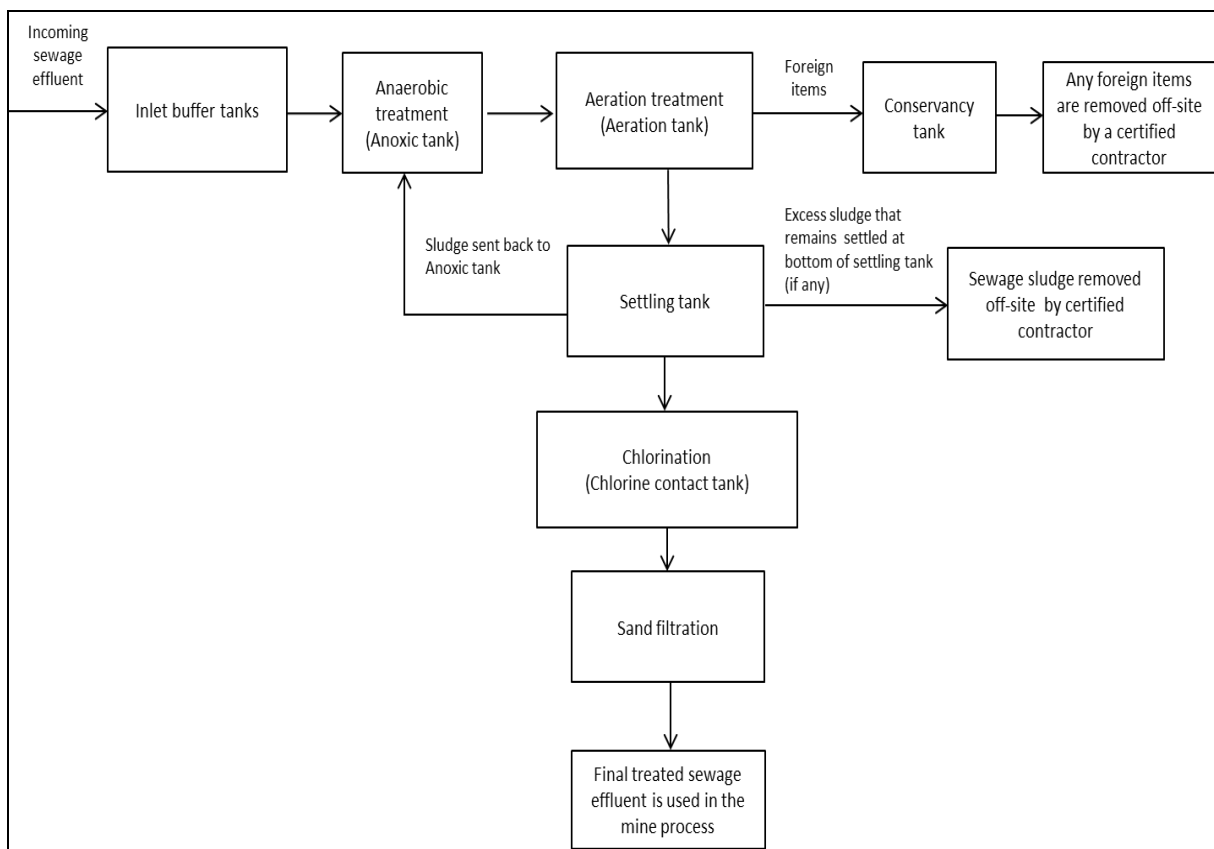 Incoming
sewage
effluent
Inlet buffer tanks
Anaerobic
treatment
(Anoxic tank)
Aeration treatment
(Aeration tank)
Foreign
items
Conservancy
tank
Any foreign items
are removed off-site
by a certified
contractor
Sludge sent back to
Anoxic tank
Settling tank
Excess sludge that
remains settled at
bottom of settling tank
(if any)
Sewage sludge removed
off-site by certified
contractor
Chlorination
(Chlorine contact tank)
Sand filtration
Final treated sewage
effluent is used in the
mine process